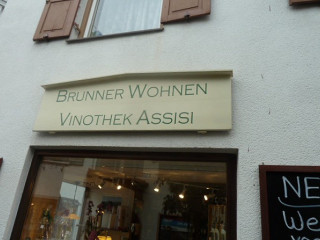 BRUNNER WOHNEN
VINOTHEK ASSISI
NE
We